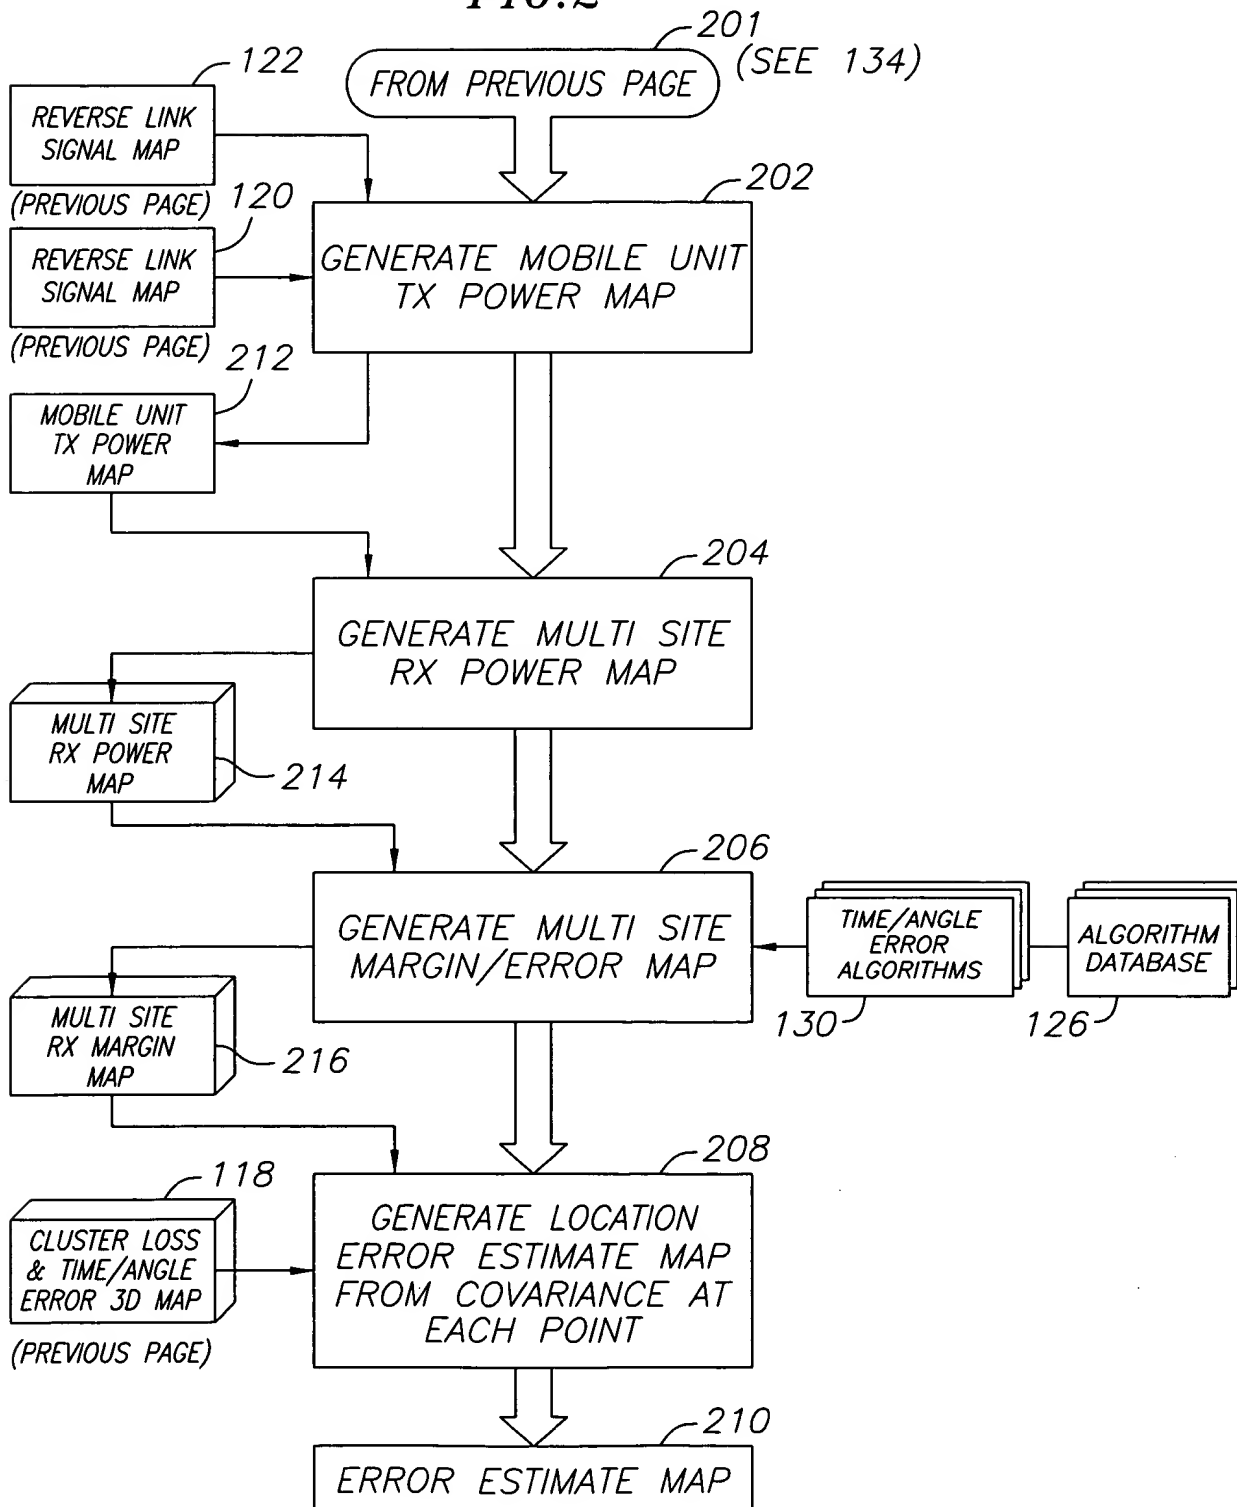 FIG.2
201
(SEE 134)
FROM PREVIOUS PAGE
122
REVERSE LINK
SIGNAL MAP
(PREVIOUS PAGE)
120
REVERSE LINK
SIGNAL MAP
(PREVIOUS PAGE)
202
GENERATE MOBILE UNIT
TX POWER MAP
212
MOBILE UNIT
TX POWER
MAP
204
GENERATE MULTI SITE
RX POWER MAP
MULTI SITE
RX POWER
MAP
214
206
GENERATE MULTI SITE
MARGIN/ERROR MAP
TIME/ANGLE
ERROR
ALGORITHMS
130
ALGORITHM
DATABASE
126
MULTI SITE
RX MARGIN
MAP
216
208
GENERATE LOCATION
ERROR ESTIMATE MAP
FROM COVARIANCE AT
EACH POINT
118
CLUSTER LOSS
& TIME/ANGLE
ERROR 3D MAP
(PREVIOUS PAGE)
210
ERROR ESTIMATE MAP